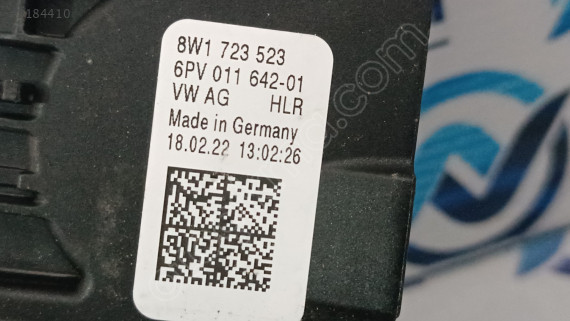 184410
8W1 723 523
6PV 011 642-01
VW AG HLR
Made in Germany
18.02.22 13:02:26